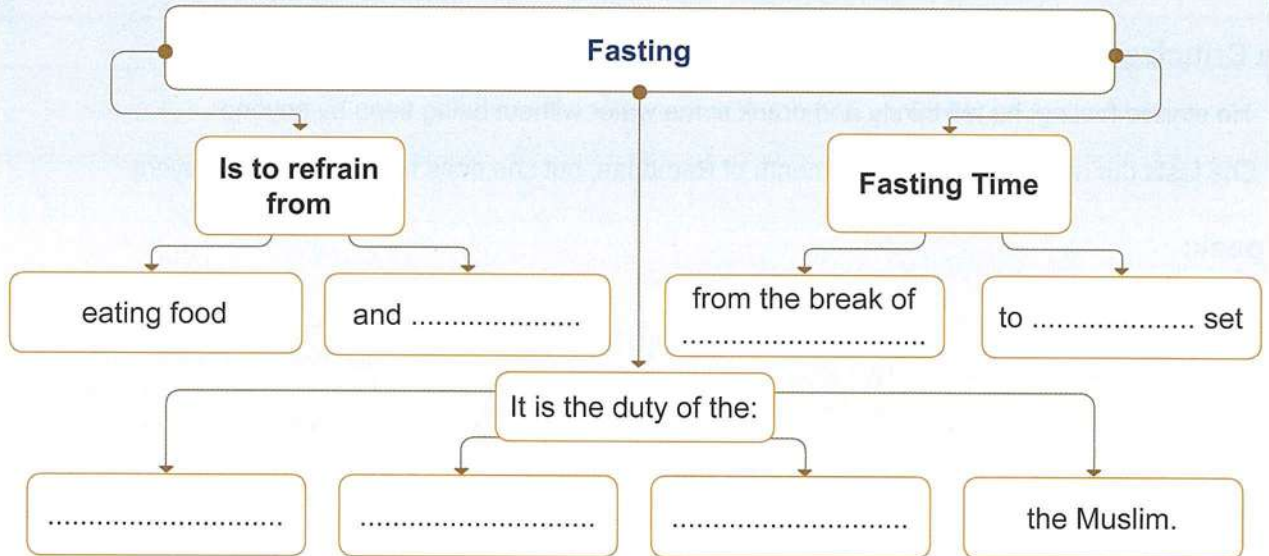 Fasting
Is to refrain
from
Fasting Time
eating food
and .....................
from the break of
..............................
to .................... set
It is the duty of the:
.............................
.............................
.............................
the Muslim.